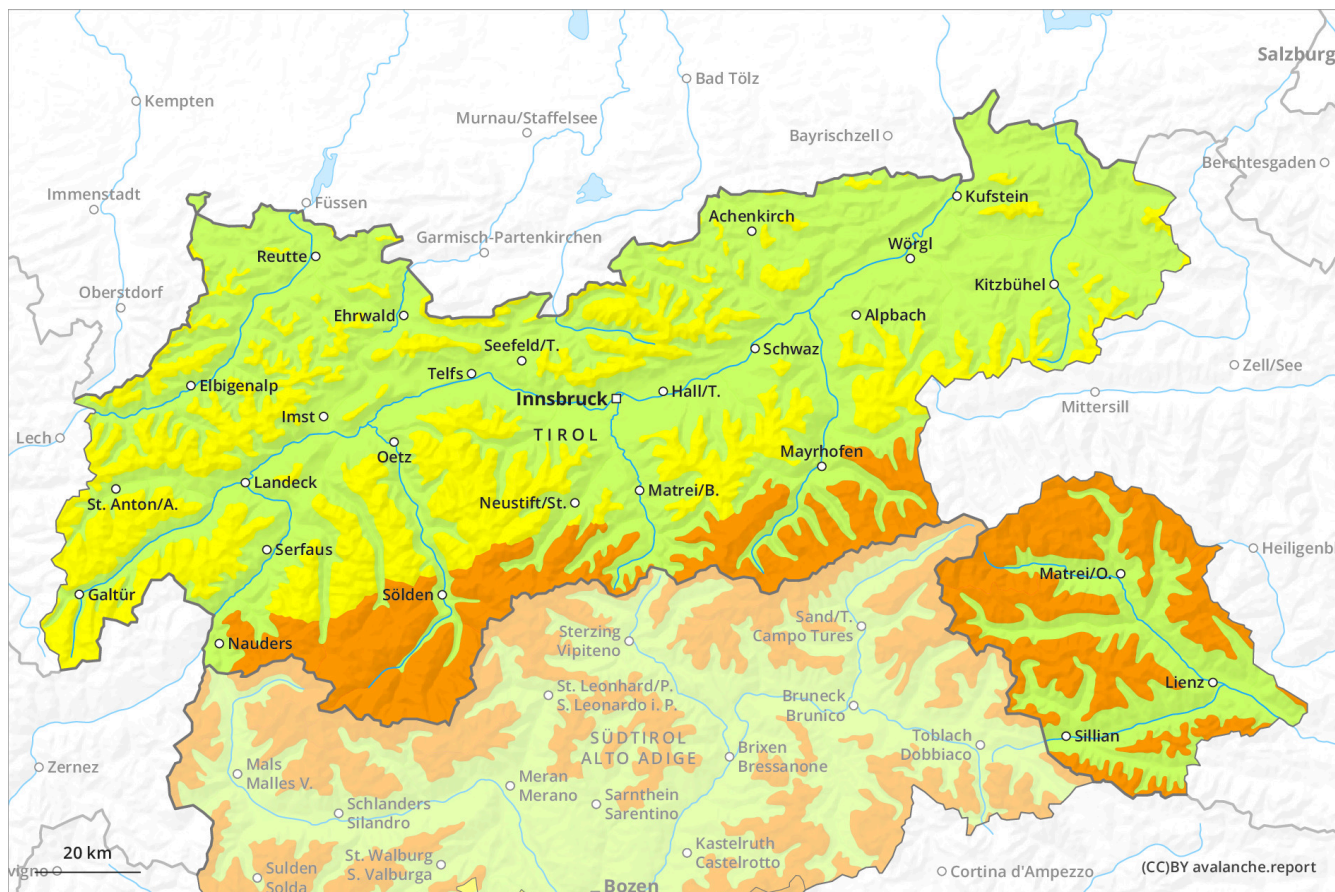 Salzburg
Bad Tölz
Kempten
Murnau/Staffelsee
Bayrischzell
Berchtesgaden
Immenstadt
Füssen
Kufstein
Achenkirch
Garmisch-Partenkirchen
Wörgl
Reutte
Kitzbühel
Oberstdorf
Ehrwald
Alpbach
Seefeld/T.
Schwaz
Zell/See
Telfs
Elbigenalp
Hall/T.
Innsbruck
Mittersill
Imst
Lech
TIROL
Oetz
Mayrhofen
Landeck
Matrei/B.
St. Anton/A.
Neustift/St.
Serfaus
Heiligenb
Matrei/O.
Galtür
Sölden
Sand/T.
Campo Tures
Sterzing
Vipiteno
Nauders
Lienz
St. Leonhard/P.
S. Leonardo i. P.
Bruneck
Brunico
SÜDTIROL
ALTO ADIGE
Toblach
Dobbiaco
Sillian
Brixen
Bressanone
Mals
Malles V.
Zernez
Meran
Merano
Sarnthein
Sarentino
Schlanders
Silandro
Kastelruth
Castelrotto
20 km
St. Walburg
S. Valburga
vigno
Cortina d'Ampezzo
(CC)BY avalanche.report
Sulden
Solda
Bozen